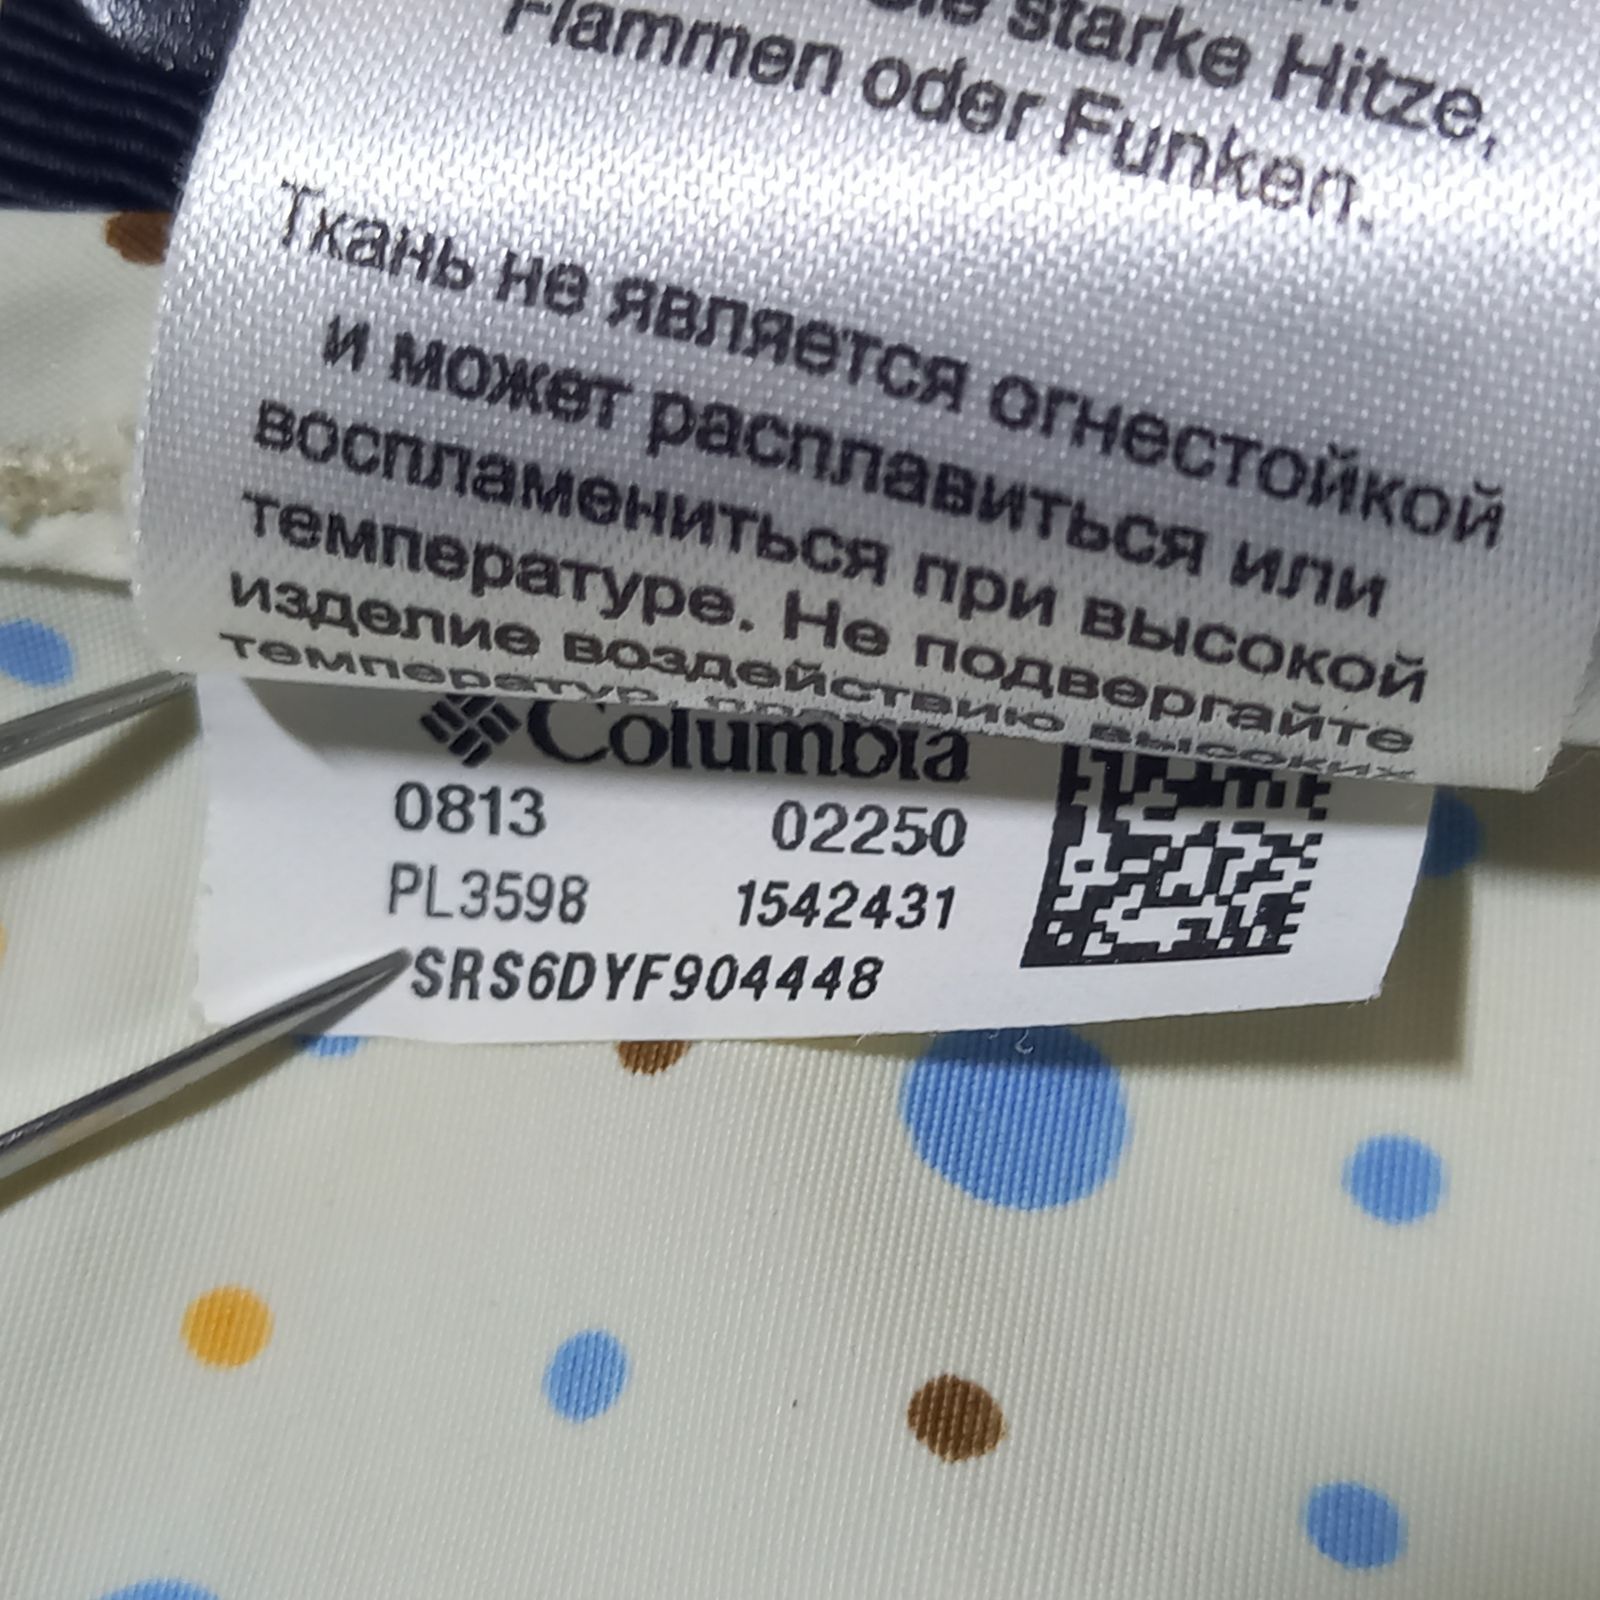 starke Hitze,
Flammen oder Funken.
Ткань не является огнестойкой
и может расплавиться или
воспламениться при высокой
температуре. Не подвергайте
изделие воздействию высоких
Columbia
0813 02250
PL3598 1542431
SRS6DYF904448